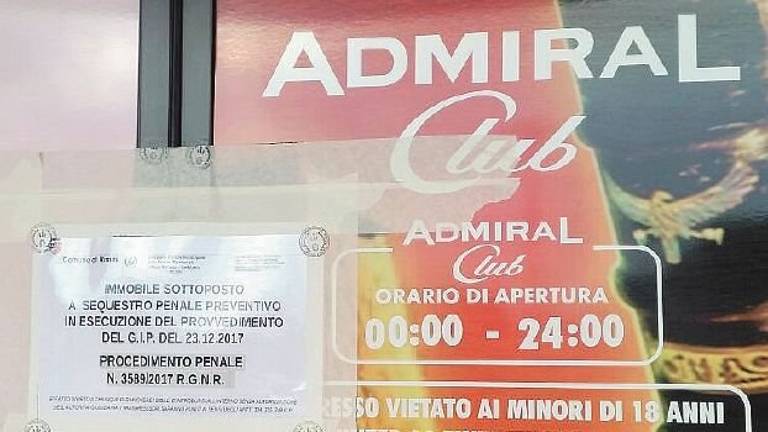 ADMIRAL
Club
ADMIRAL
Club
ORARIO DI APERTURA
00:00 - 24:00
VIETATO AI MINORI DI 18 ANNI
Comune di Rimini
IMMOBILE SOTTOPOSTO
A SEQUESTRO PENALE PREVENTIVO
IN ESECUZIONE DEL PROVVEDIMENTO
DEL G.I.P. DEL 23.12.2017
PROCEDIMENTO PENALE
N. 3589/2017 R.G.N.R.